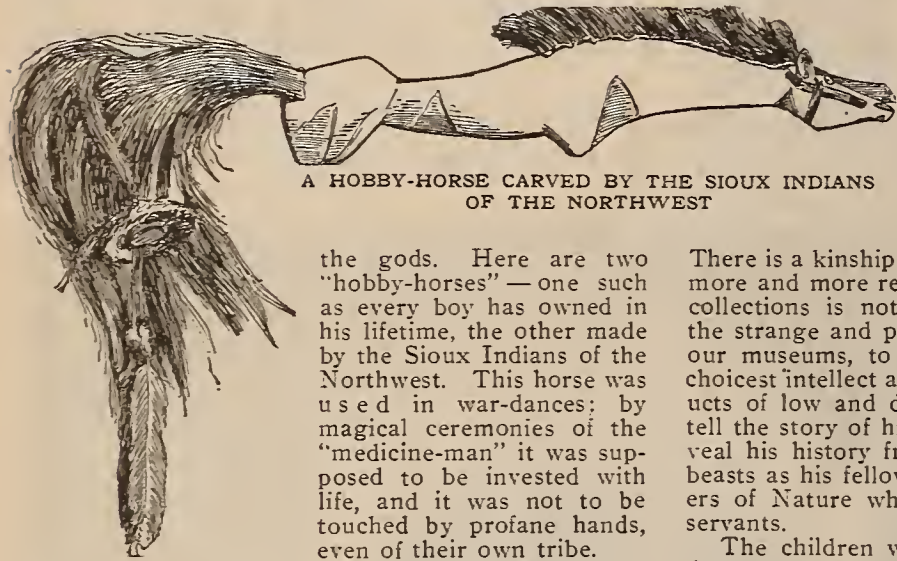 A HOBBY-HORSE CARVED BY THE SIOUX INDIANS
OF THE NORTHWEST
the gods. Here are two
"hobby-horses" — one such
as every boy has owned in
his lifetime, the other made
by the Sioux Indians of the
Northwest. This horse was
used in war-dances; by
magical ceremonies of the
"medicine-man" it was sup-
posed to be invested with
life, and it was not to be
touched by profane hands,
even of their own tribe.
There is a kinship
more and more
collections is
the strange and
our museums, to
choicest intellect
ucts of low and
tell the story of
veal his history
beasts as his
ers of Nature
servants.
The children